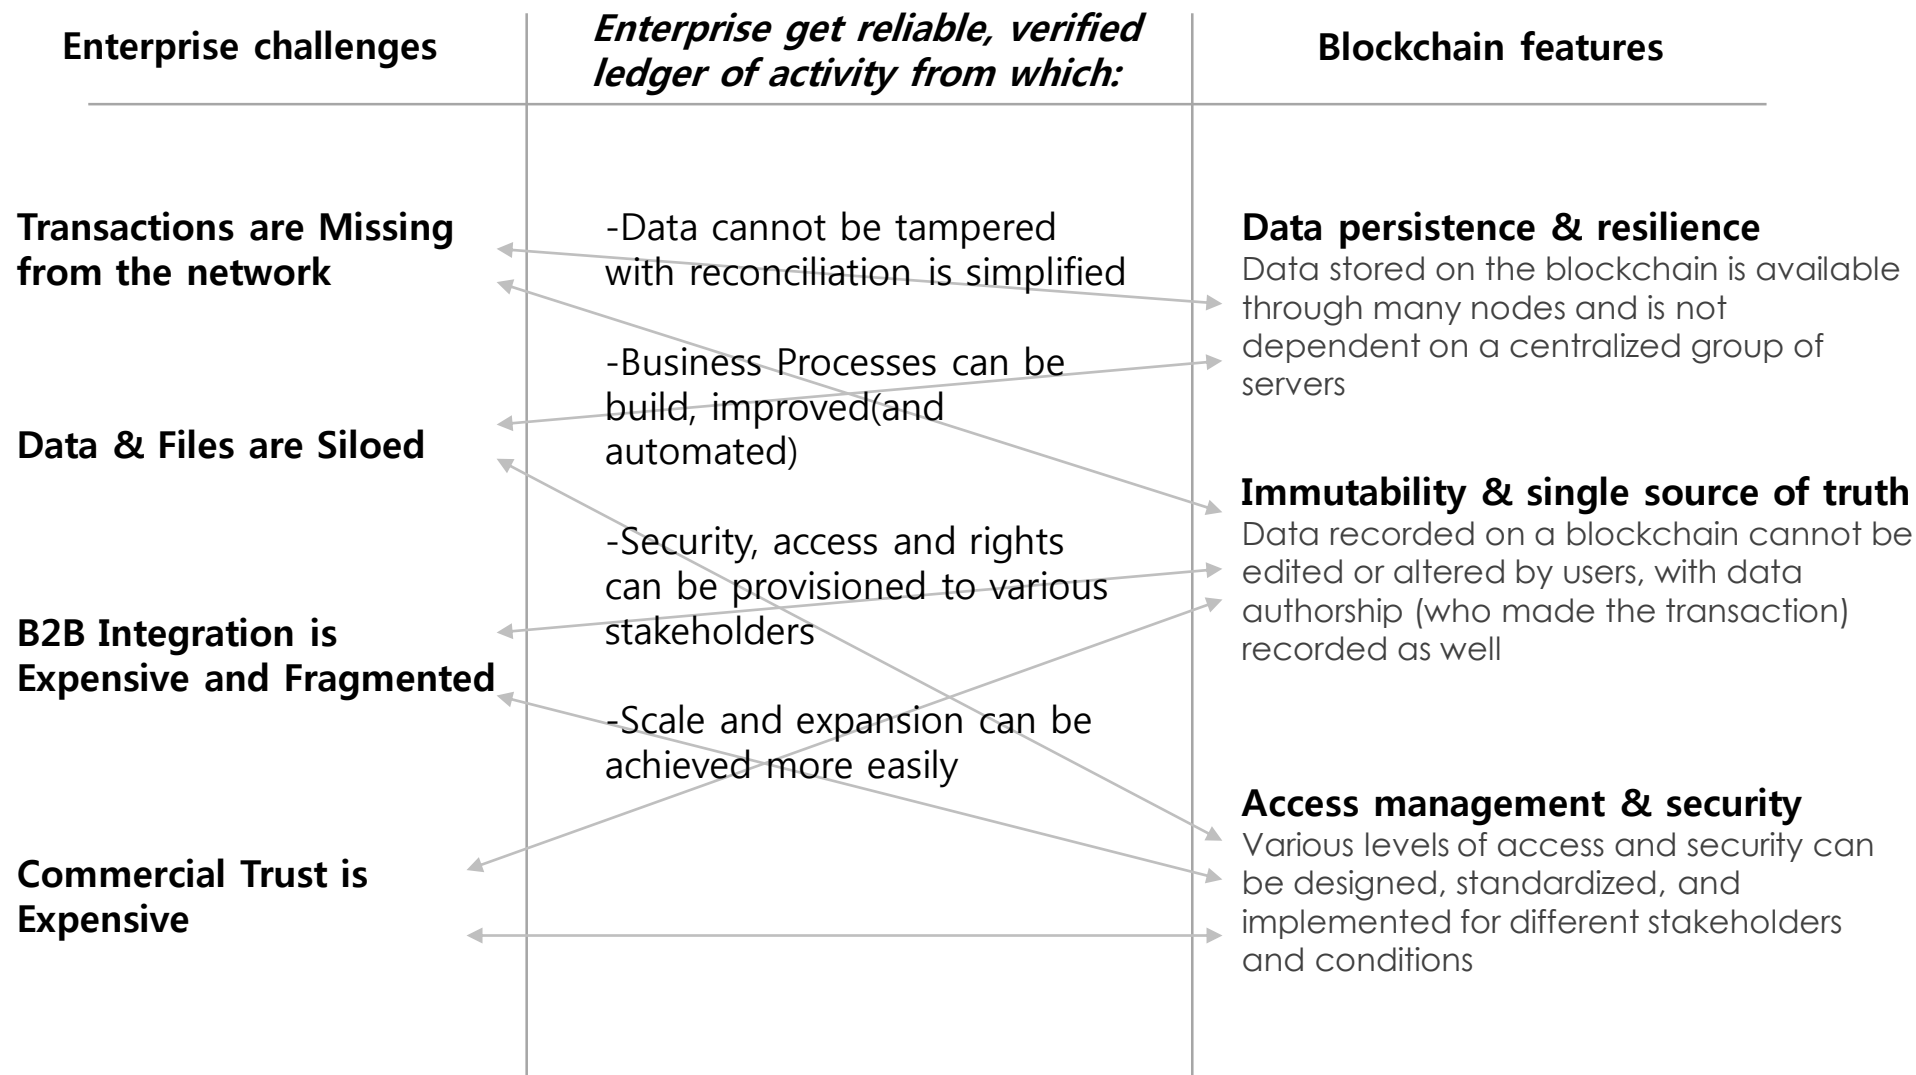 Enterprise challenges
Enterprise get reliable, verified
ledger of activity from which:
Blockchain features
Transactions are Missing
from the network
Data & Files are Siloed
B2B Integration is
Expensive and Fragmented
Commercial Trust is
Expensive
-Data cannot be tampered
with reconciliation is simplified
-Business Processes can be
build, improved(and
automated)
-Security, access and rights
can be provisioned to various
stakeholders
-Scale and expansion can be
achieved more easily
Data persistence & resilience
Data stored on the blockchain is available
through many nodes and is not
dependent on a centralized group of
servers
Immutability & single source of truth
Data recorded on a blockchain cannot be
edited or altered by users, with data
authorship (who made the transaction)
recorded as well
Access management & security
Various levels of access and security can
be designed, standardized, and
implemented for different stakeholders
and conditions